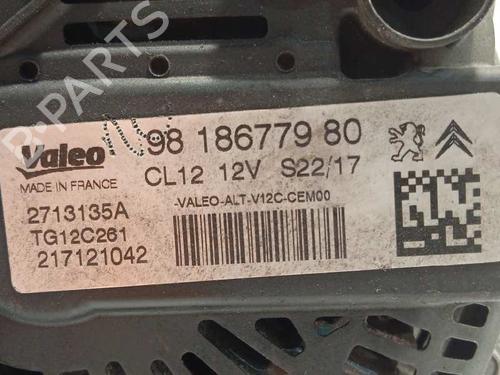 R-PARTS
Valeo
98 186779 80
MADE IN FRANCE
CL12 12V S22/17
2713135A
-VALEO-ALT-V12C-CEM00
TG12C261
217121042